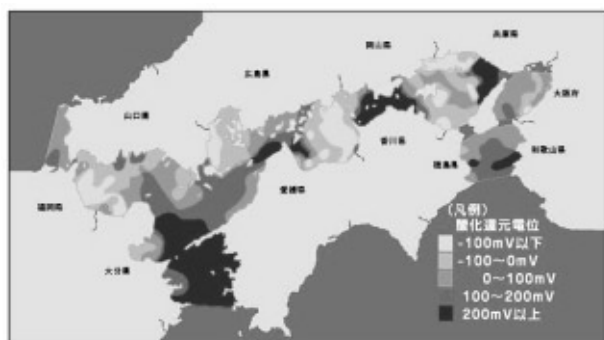 兵庫県
岡山県
広島県
大阪府
山口県
香川県
和歌山県
徳島県
愛媛県
福岡県
大分県
(凡例)
酸化還元電位
-100mV以下
-100〜0mV
0〜100mV
100〜200mV
200mV以上